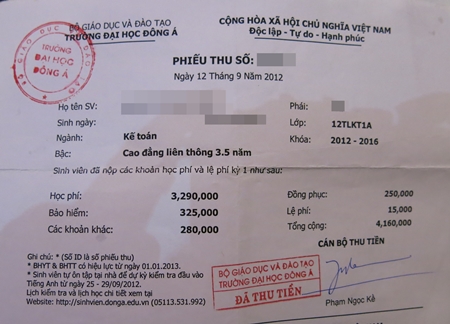 BỘ GIÁO DỤC VÀ ĐÀO TẠO
TRƯỜNG ĐẠI HỌC ĐÔNG Á
CỘNG HÒA XÃ HỘI CHỦ NGHĨA VIỆT NAM
Độc lập - Tự do - Hạnh phúc
TRƯỜNG
ĐẠI HỌC
ĐÔNG Á
PHIẾU THU SỐ:
Ngày 12 Tháng 9 Năm 2012
Họ tên SV:
Phái:
Sinh ngày:
Lớp: 12TLKT1A
Ngành: Kế toán
Khóa: 2012 - 2016
Bậc: Cao đẳng liên thông 3.5 năm
Sinh viên đã nộp các khoản học phí và lệ phí kỳ 1 như sau:
Học phí: 3,290,000
Đồng phục: 250,000
Bảo hiểm: 325,000
Lệ phí: 15,000
Các khoản khác: 280,000
Tổng cộng: 4,160,000
CÁN BỘ THU TIỀN
Ghi chú: * (Số ID là số phiếu thu)
* BHYT & BHTT có hiệu lực từ ngày 01.01.2013.
* Sinh viên tự ôn tập tại nhà để dự kỳ kiểm tra đầu vào
Tiếng Anh từ ngày 25 - 29/09/2012.
Lịch kiểm tra và lịch học chi tiết xem tại
Website: http://sinhvien.donga.edu.vn (05113.531.992)
BỘ GIÁO DỤC VÀ ĐÀO TẠO
TRƯỜNG ĐẠI HỌC ĐÔNG Á
ĐÃ THU TIỀN
Phạm Ngọc Kê